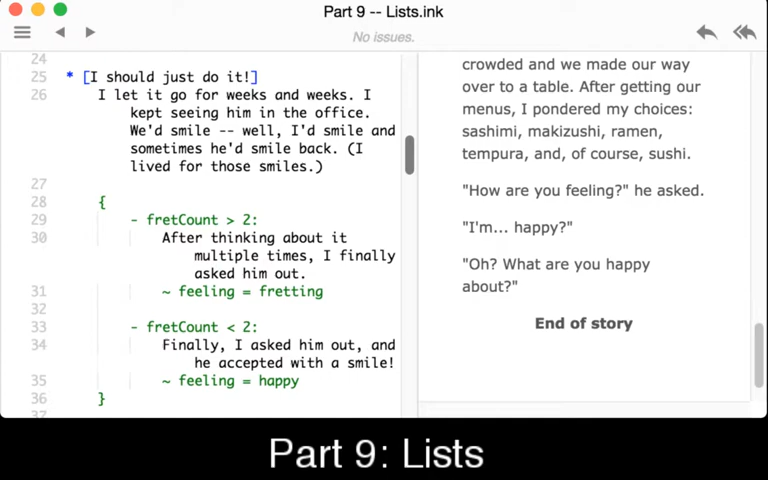 Part 9 -- Lists.ink
No issues.
24
25 * [I should just do it!]
26 I let it go for weeks and weeks. I
kept seeing him in the office.
We'd smile -- well, I'd smile and
sometimes he'd smile back. (I
lived for those smiles.)
27
28 {
29 - fretCount > 2:
30 After thinking about it
multiple times, I finally
asked him out.
31 ~ feeling = fretting
32
33 - fretCount < 2:
34 Finally, I asked him out, and
he accepted with a smile!
35 ~ feeling = happy
36 }
37
crowded and we made our way
over to a table. After getting our
menus, I pondered my choices:
sashimi, makizushi, ramen,
tempura, and, of course, sushi.
"How are you feeling?" he asked.
"I'm... happy?"
"Oh? What are you happy
about?"
End of story
Part 9: Lists